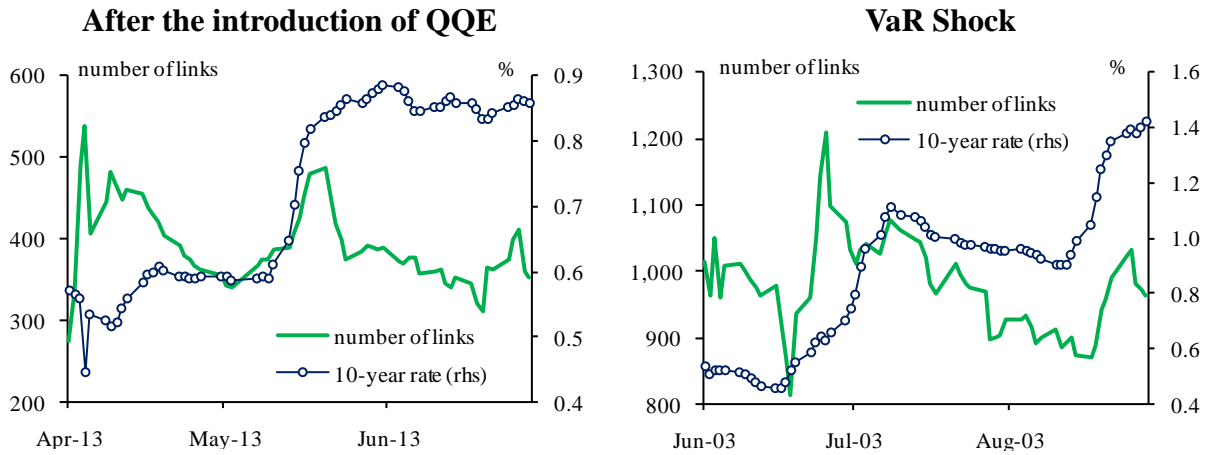 After the introduction of QQE
number of links
%
600
500
400
300
200
0.9
0.8
0.7
0.6
0.5
0.4
number of links
10-year rate (rhs)
Apr-13
May-13
Jun-13
VaR Shock
number of links
%
1,300
1,200
1,100
1,000
900
800
1.6
1.4
1.2
1.0
0.8
0.6
0.4
number of links
10-year rate (rhs)
Jun-03
Jul-03
Aug-03